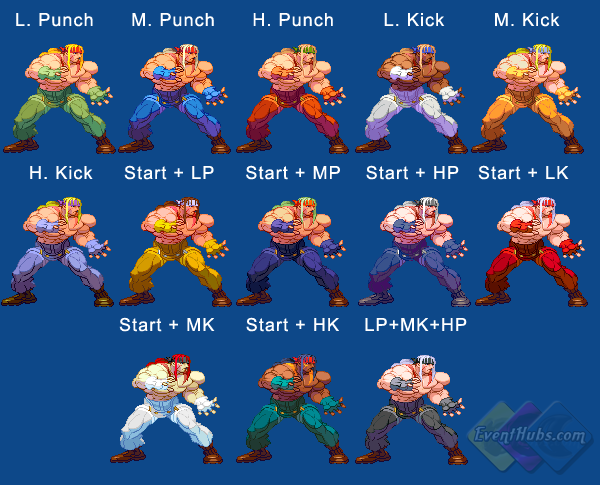 L. Punch M. Punch H. Punch L. Kick M. Kick
H. Kick Start + LP Start + MP Start + HP Start + LK
Start + MK Start + HK LP+MK+HP
EventHubs.com